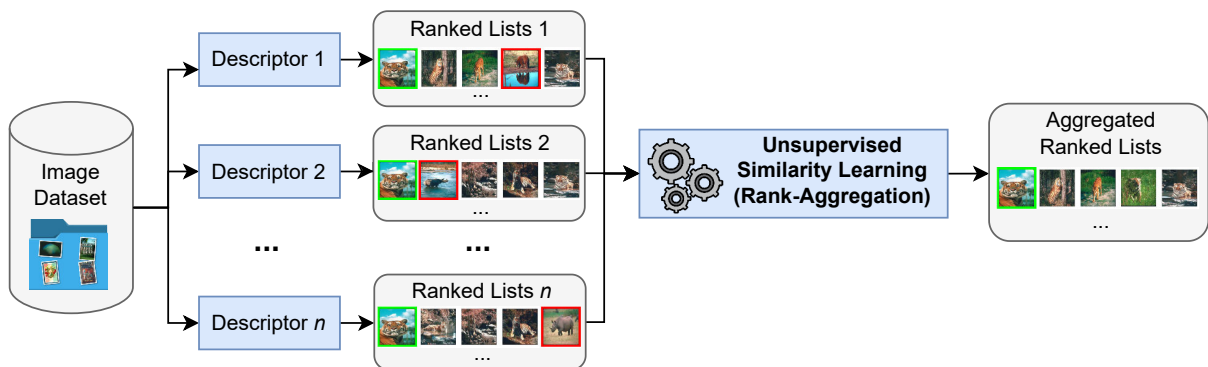 Image
Dataset
Descriptor 1
Descriptor 2
...
Descriptor n
Ranked Lists 1
...
Ranked Lists 2
...
...
Ranked Lists n
...
Unsupervised
Similarity Learning
(Rank-Aggregation)
Aggregated
Ranked Lists
...